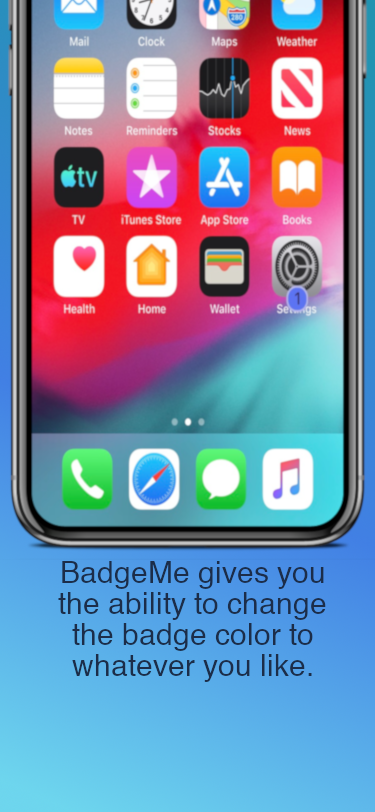 Mail Clock Maps Weather
280
Notes Reminders Stocks News
tv
TV iTunes Store App Store Books
1
Health Home Wallet Settings
BadgeMe gives you
the ability to change
the badge color to
whatever you like.